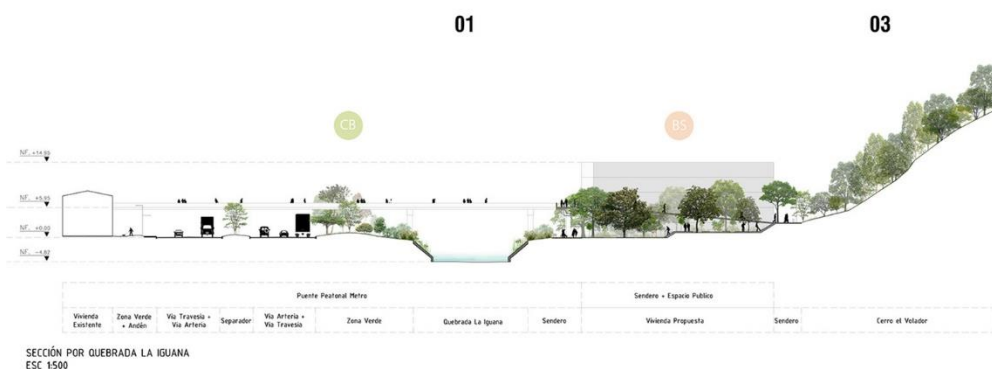 01
03
CB
BS
NF. +14.95
NF. +5.95
NF. +0.00
NF. -4.82
Puente Peatonal Metro
Sendero + Espacio Publico
Vivienda
Existente
Zona Verde
+ Andén
Via Travesia +
Via Arteria
Separador
Via Arteria +
Via Travesia
Zona Verde
Quebrada La Iguana
Sendero
Vivienda Propuesta
Sendero
Cerro el Volador
SECCIÓN POR QUEBRADA LA IGUANA
ESC 1:500